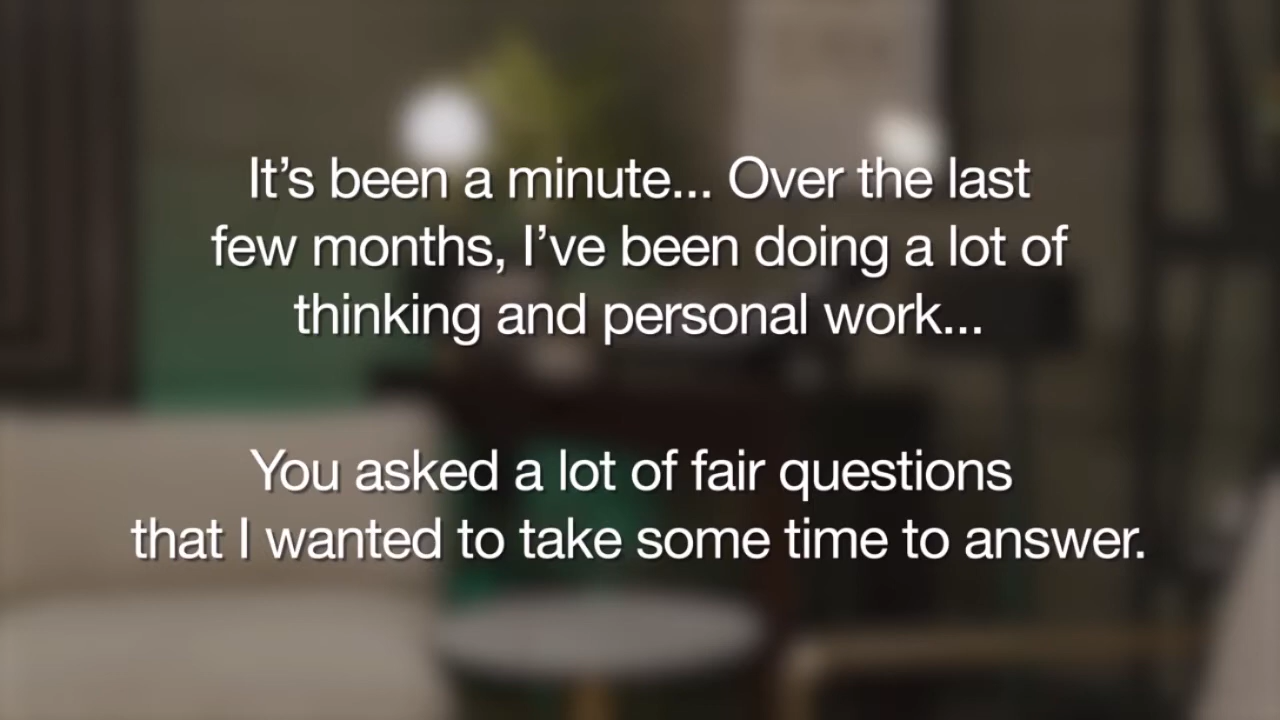 It’s been a minute... Over the last
few months, I’ve been doing a lot of
thinking and personal work...
You asked a lot of fair questions
that I wanted to take some time to answer.